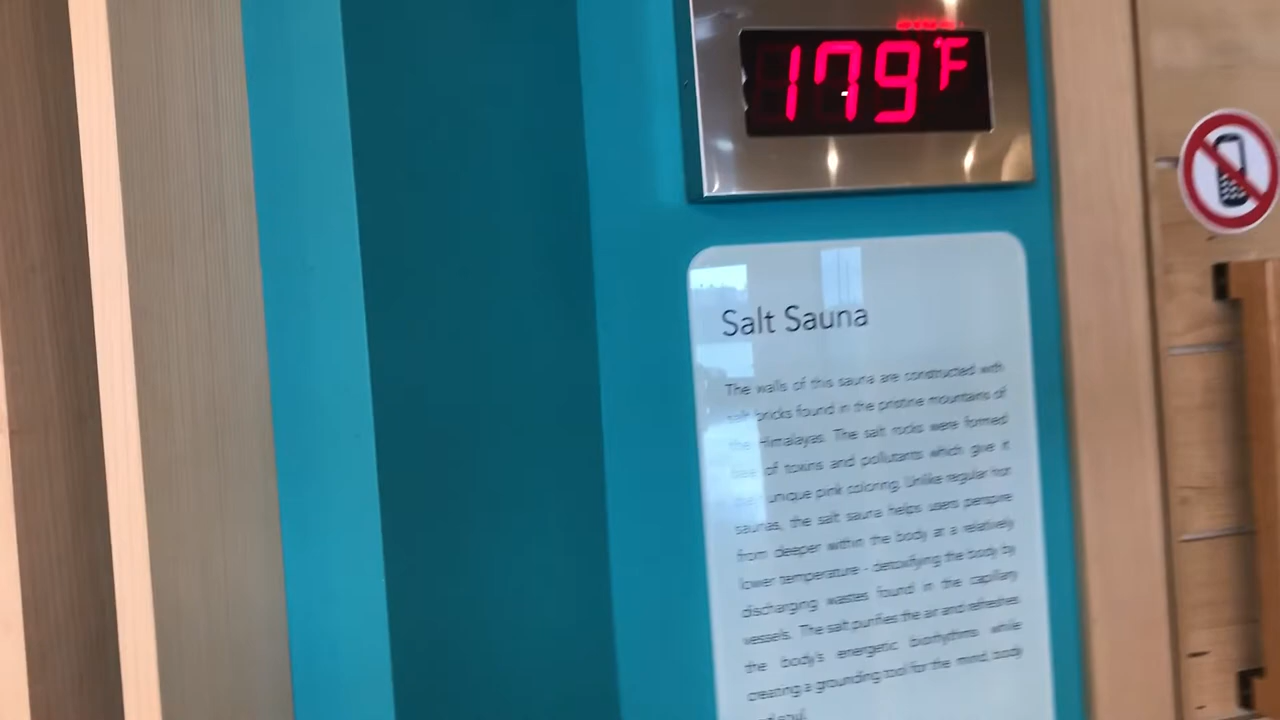 179°F
Salt Sauna
The walls of this sauna are constructed with
salt bricks found in the pristine mountains of
the Himalayas. The salt rocks were formed
free of toxins and pollutants which give it
unique pink coloring. Unlike regular hot
saunas, the salt sauna helps users perspire
from deeper within the body at a relatively
lower temperature - detoxifying the body by
discharging wastes found in the capillary
vessels. The salt purifies the air and refreshes
the body's energetic biorhythms while
creating a grounding tool for the mind, body
and soul.